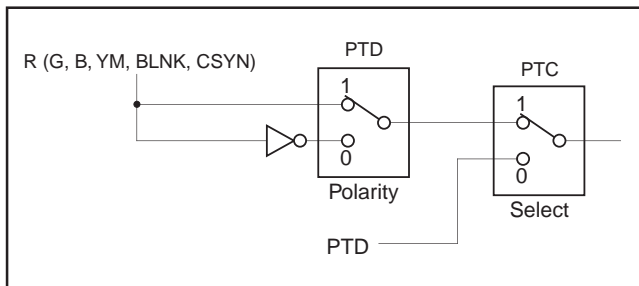 R (G, B, YM, BLNK, CSYN)
PTD
1
0
Polarity
PTC
1
0
Select
PTD